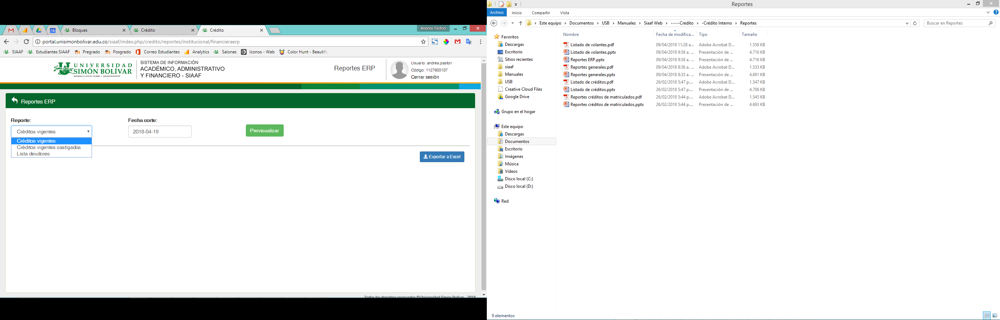 Bloques
Crédito
Crédito
Andrea Pastori
portal.unisimonbolivar.edu.co/siaaf/index.php/credito/reportes/institucional/financieraerp
SIAAF
Estudiantes SIAAF
Pregrado
Posgrado
Correo Estudiantes
Analytics
Salones
Iconos - Web
Color Hunt - Beautifu
UNIVERSIDAD
SIMÓN BOLÍVAR
SISTEMA DE INFORMACIÓN
ACADÉMICO, ADMINISTRATIVO
Y FINANCIERO - SIAAF
Reportes ERP
Usuario: andrea.pastori
Código: 1127603107
Cerrar sesión
Reportes ERP
Reporte:
Créditos vigentes
Créditos vigentes
Créditos vigentes castigados
Lista deudores
Fecha corte:
2018-04-19
Previsualizar
Exportar a Excel
Todos los derechos reservados © Universidad Simon Bolívar - 2018
Reportes
Archivo
Inicio
Compartir
Vista
Este equipo
Documentos
USB
Manuales
Siaaf Web
-----Credito
-Crédito Interno
Reportes
Buscar en Reportes
Favoritos
Descargas
Escritorio
Sitios recientes
siaaf
Manuales
USB
Creative Cloud Files
Google Drive
Grupo en el hogar
Este equipo
Descargas
Documentos
Escritorio
Imágenes
Música
Vídeos
Disco local (C:)
Disco local (D:)
Red
Nombre Fecha de modifica... Tipo Tamaño
Listado de volantes.pdf 09/04/2018 11:28 a... Adobe Acrobat D... 1.558 KB
Listado de volantes.pptx 09/04/2018 9:58 a. ... Presentación de ... 4.716 KB
Reportes ERP.pptx 09/04/2018 9:58 a. ... Presentación de ... 4.716 KB
Reportes generales.pdf 09/04/2018 8:36 a. ... Adobe Acrobat D... 1.533 KB
Reportes generales.pptx 09/04/2018 8:35 a. ... Presentación de ... 4.691 KB
Listado de créditos.pdf 26/02/2018 5:47 p.... Adobe Acrobat D... 1.547 KB
Listado de créditos.pptx 26/02/2018 5:47 p.... Presentación de ... 4.706 KB
Reportes créditos de matriculados.pdf 26/02/2018 5:44 p.... Adobe Acrobat D... 1.545 KB
Reportes créditos de matriculados.pptx 26/02/2018 5:44 p.... Presentación de ... 4.693 KB
9 elementos